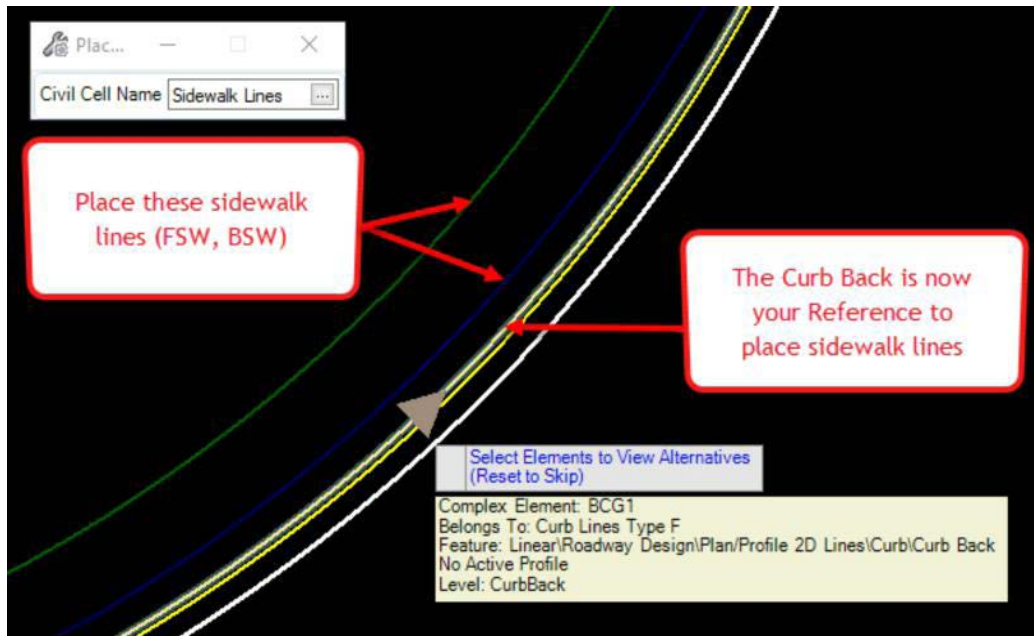 Plac...
Civil Cell Name Sidewalk Lines ...
Place these sidewalk
lines (FSW, BSW)
The Curb Back is now
your Reference to
place sidewalk lines
Select Elements to View Alternatives
(Reset to Skip)
Complex Element: BCG1
Belongs To: Curb Lines Type F
Feature: Linear\Roadway Design\Plan/Profile 2D Lines\Curb\Curb Back
No Active Profile
Level: CurbBack